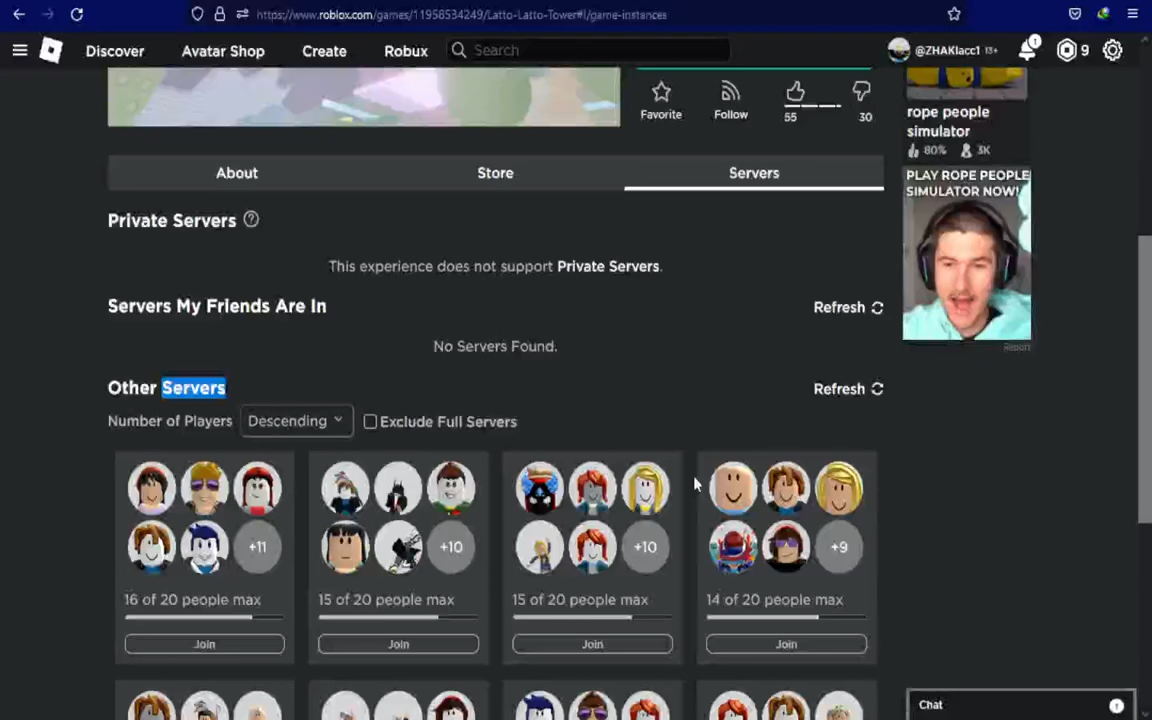 https://www.roblox.com/games/11958534249/Latto-Latto-Tower#!/game-instances
Discover
Avatar Shop
Create
Robux
Search
@ZHAKIacc1 13+
1
9
Favorite
Follow
55
30
rope people
simulator
80%
3K
PLAY ROPE PEOPLE
SIMULATOR NOW!
Report
About
Store
Servers
Private Servers
This experience does not support Private Servers.
Servers My Friends Are In
Refresh
No Servers Found.
Other Servers
Refresh
Number of Players
Descending
Exclude Full Servers
+11
+10
+10
+9
16 of 20 people max
15 of 20 people max
15 of 20 people max
14 of 20 people max
Join
Join
Join
Join
Chat